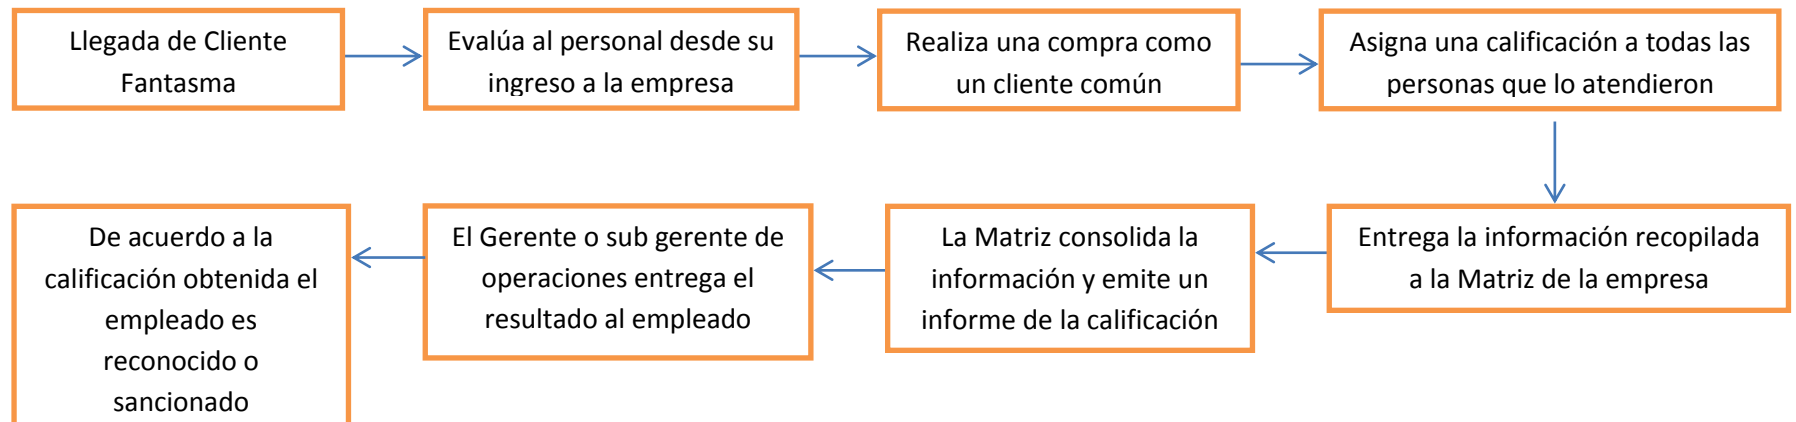 Llegada de Cliente
Fantasma
Evalúa al personal desde su
ingreso a la empresa
Realiza una compra como
un cliente común
Asigna una calificación a todas las
personas que lo atendieron
Entrega la información recopilada
a la Matriz de la empresa
La Matriz consolida la
información y emite un
informe de la calificación
El Gerente o sub gerente de
operaciones entrega el
resultado al empleado
De acuerdo a la
calificación obtenida el
empleado es
reconocido o
sancionado